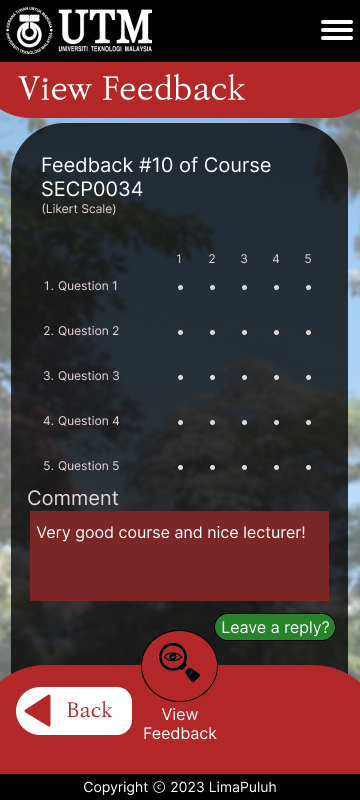 UTM
UNIVERSITI TEKNOLOGI MALAYSIA
View Feedback
Feedback #10 of Course
SECP0034
(Likert Scale)
1 2 3 4 5
1. Question 1
2. Question 2
3. Question 3
4. Question 4
5. Question 5
Comment
Very good course and nice lecturer!
Leave a reply?
Back
View
Feedback
Copyright © 2023 LimaPuluh